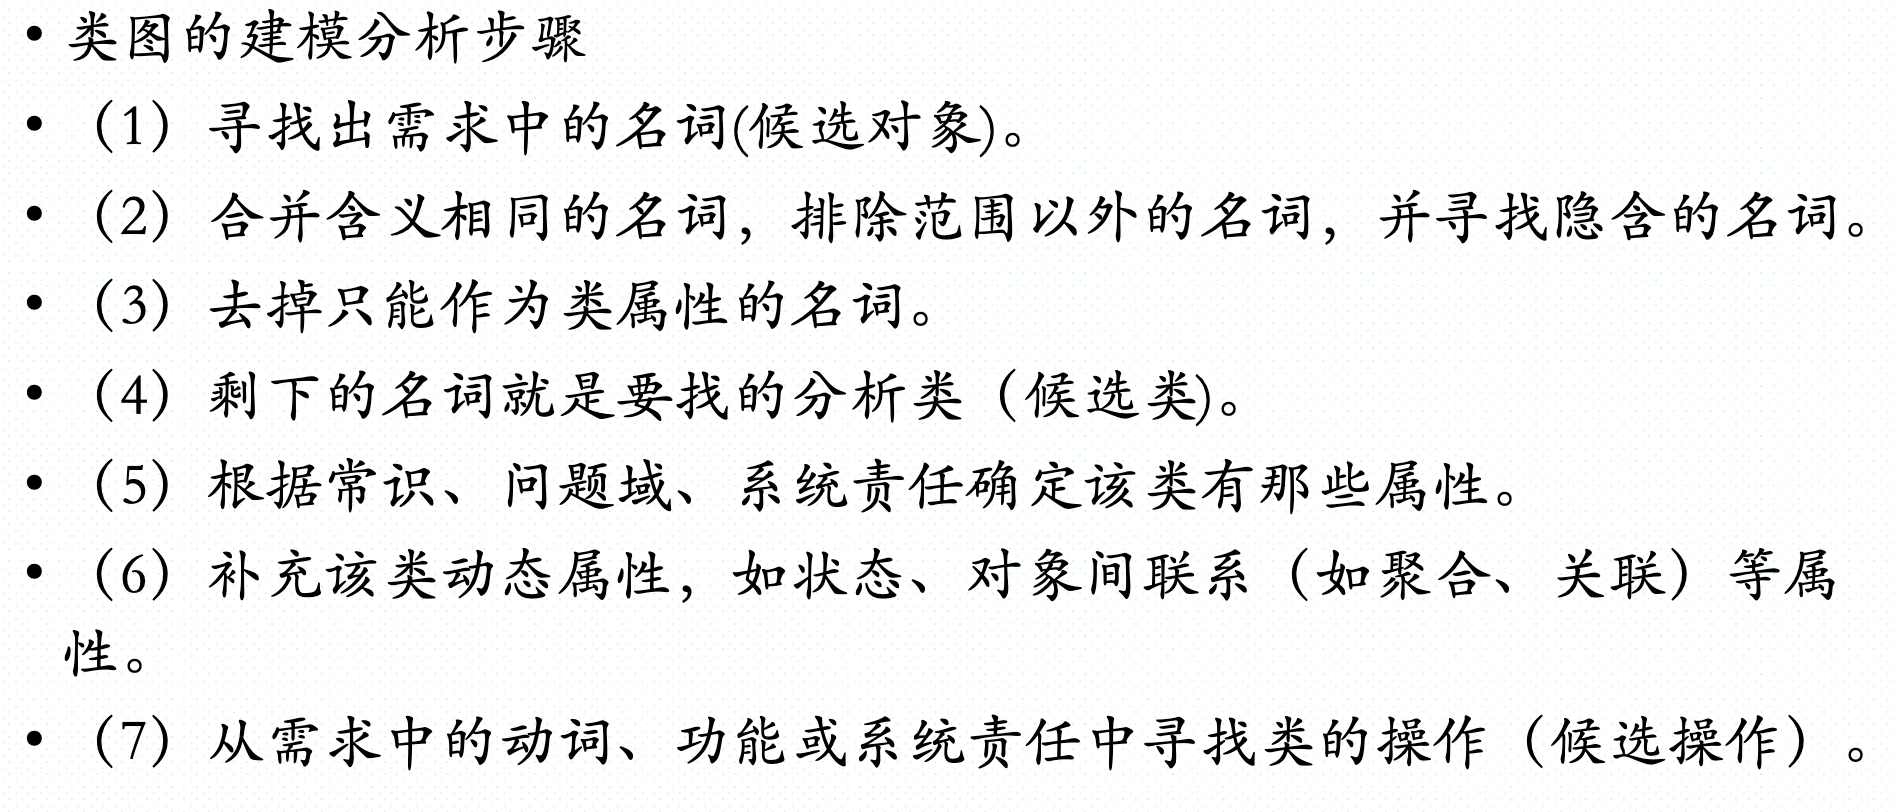 • 类图的建模分析步骤
• （1）寻找出需求中的名词(候选对象)。
• （2）合并含义相同的名词，排除范围以外的名词，并寻找隐含的名词。
• （3）去掉只能作为类属性的名词。
• （4）剩下的名词就是要找的分析类（候选类)。
• （5）根据常识、问题域、系统责任确定该类有那些属性。
• （6）补充该类动态属性，如状态、对象间联系（如聚合、关联）等属
性。
• （7）从需求中的动词、功能或系统责任中寻找类的操作（候选操作）。